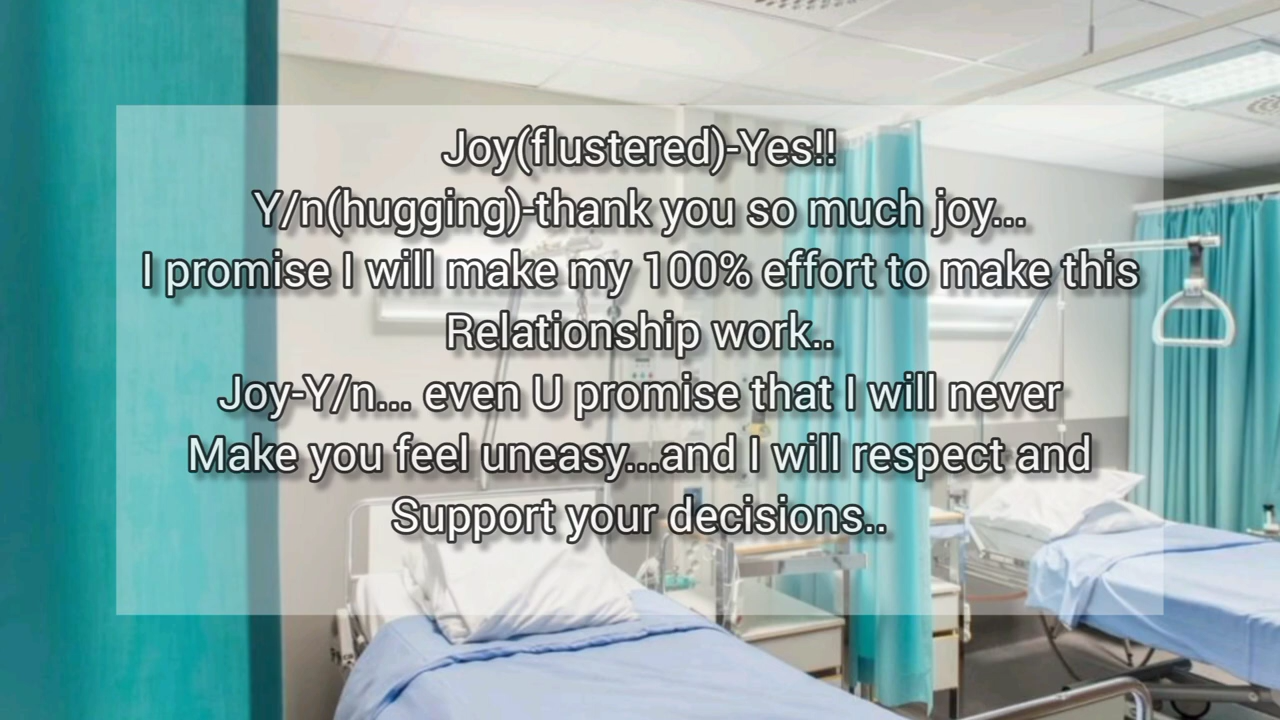 Joy(flustered)-Yes!!
Y/n(hugging)-thank you so much joy...
I promise I will make my 100% effort to make this
Relationship work..
Joy-Y/n... even U promise that I will never
Make you feel uneasy...and I will respect and
Support your decisions..